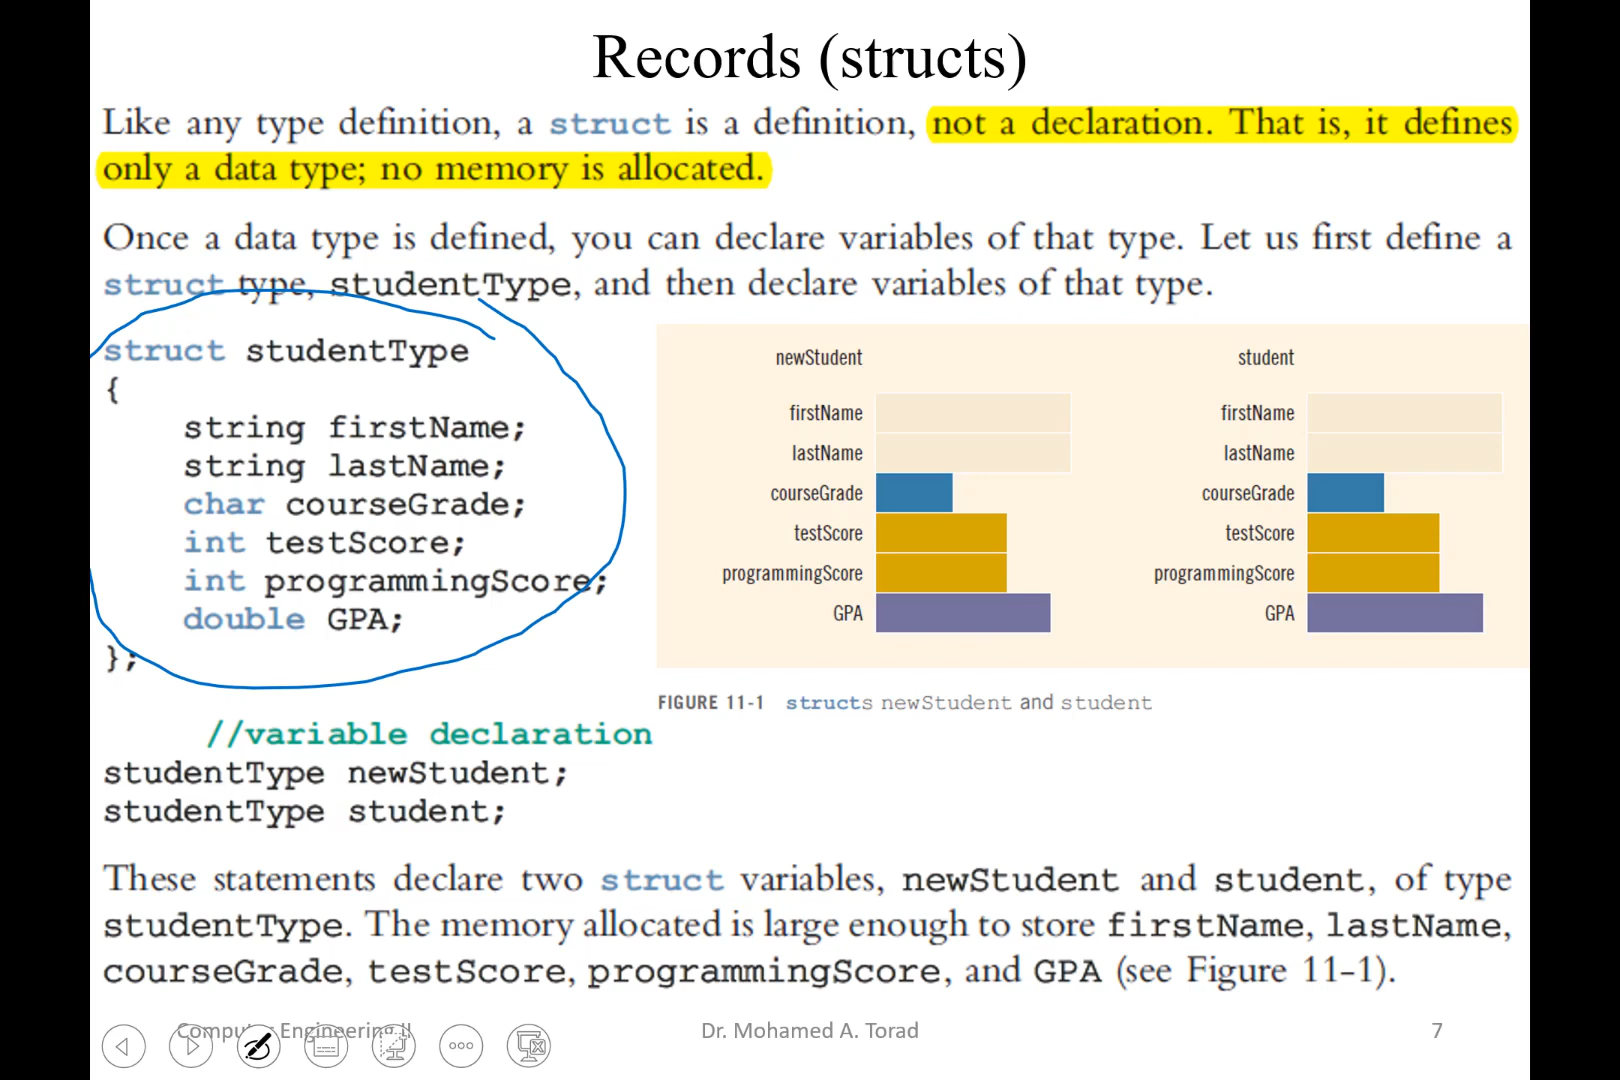 Records (structs)
Like any type definition, a struct is a definition, not a declaration. That is, it defines
only a data type; no memory is allocated.
Once a data type is defined, you can declare variables of that type. Let us first define a
struct type, studentType, and then declare variables of that type.
struct studentType
{
string firstName;
string lastName;
char courseGrade;
int testScore;
int programmingScore;
double GPA;
};
//variable declaration
studentType newStudent;
studentType student;
newStudent
firstName
lastName
courseGrade
testScore
programmingScore
GPA
student
firstName
lastName
courseGrade
testScore
programmingScore
GPA
FIGURE 11-1 structs newStudent and student
These statements declare two struct variables, newStudent and student, of type
studentType. The memory allocated is large enough to store firstName, lastName,
courseGrade, testScore, programmingScore, and GPA (see Figure 11-1).
Computer Engineering II
Dr. Mohamed A. Torad
7